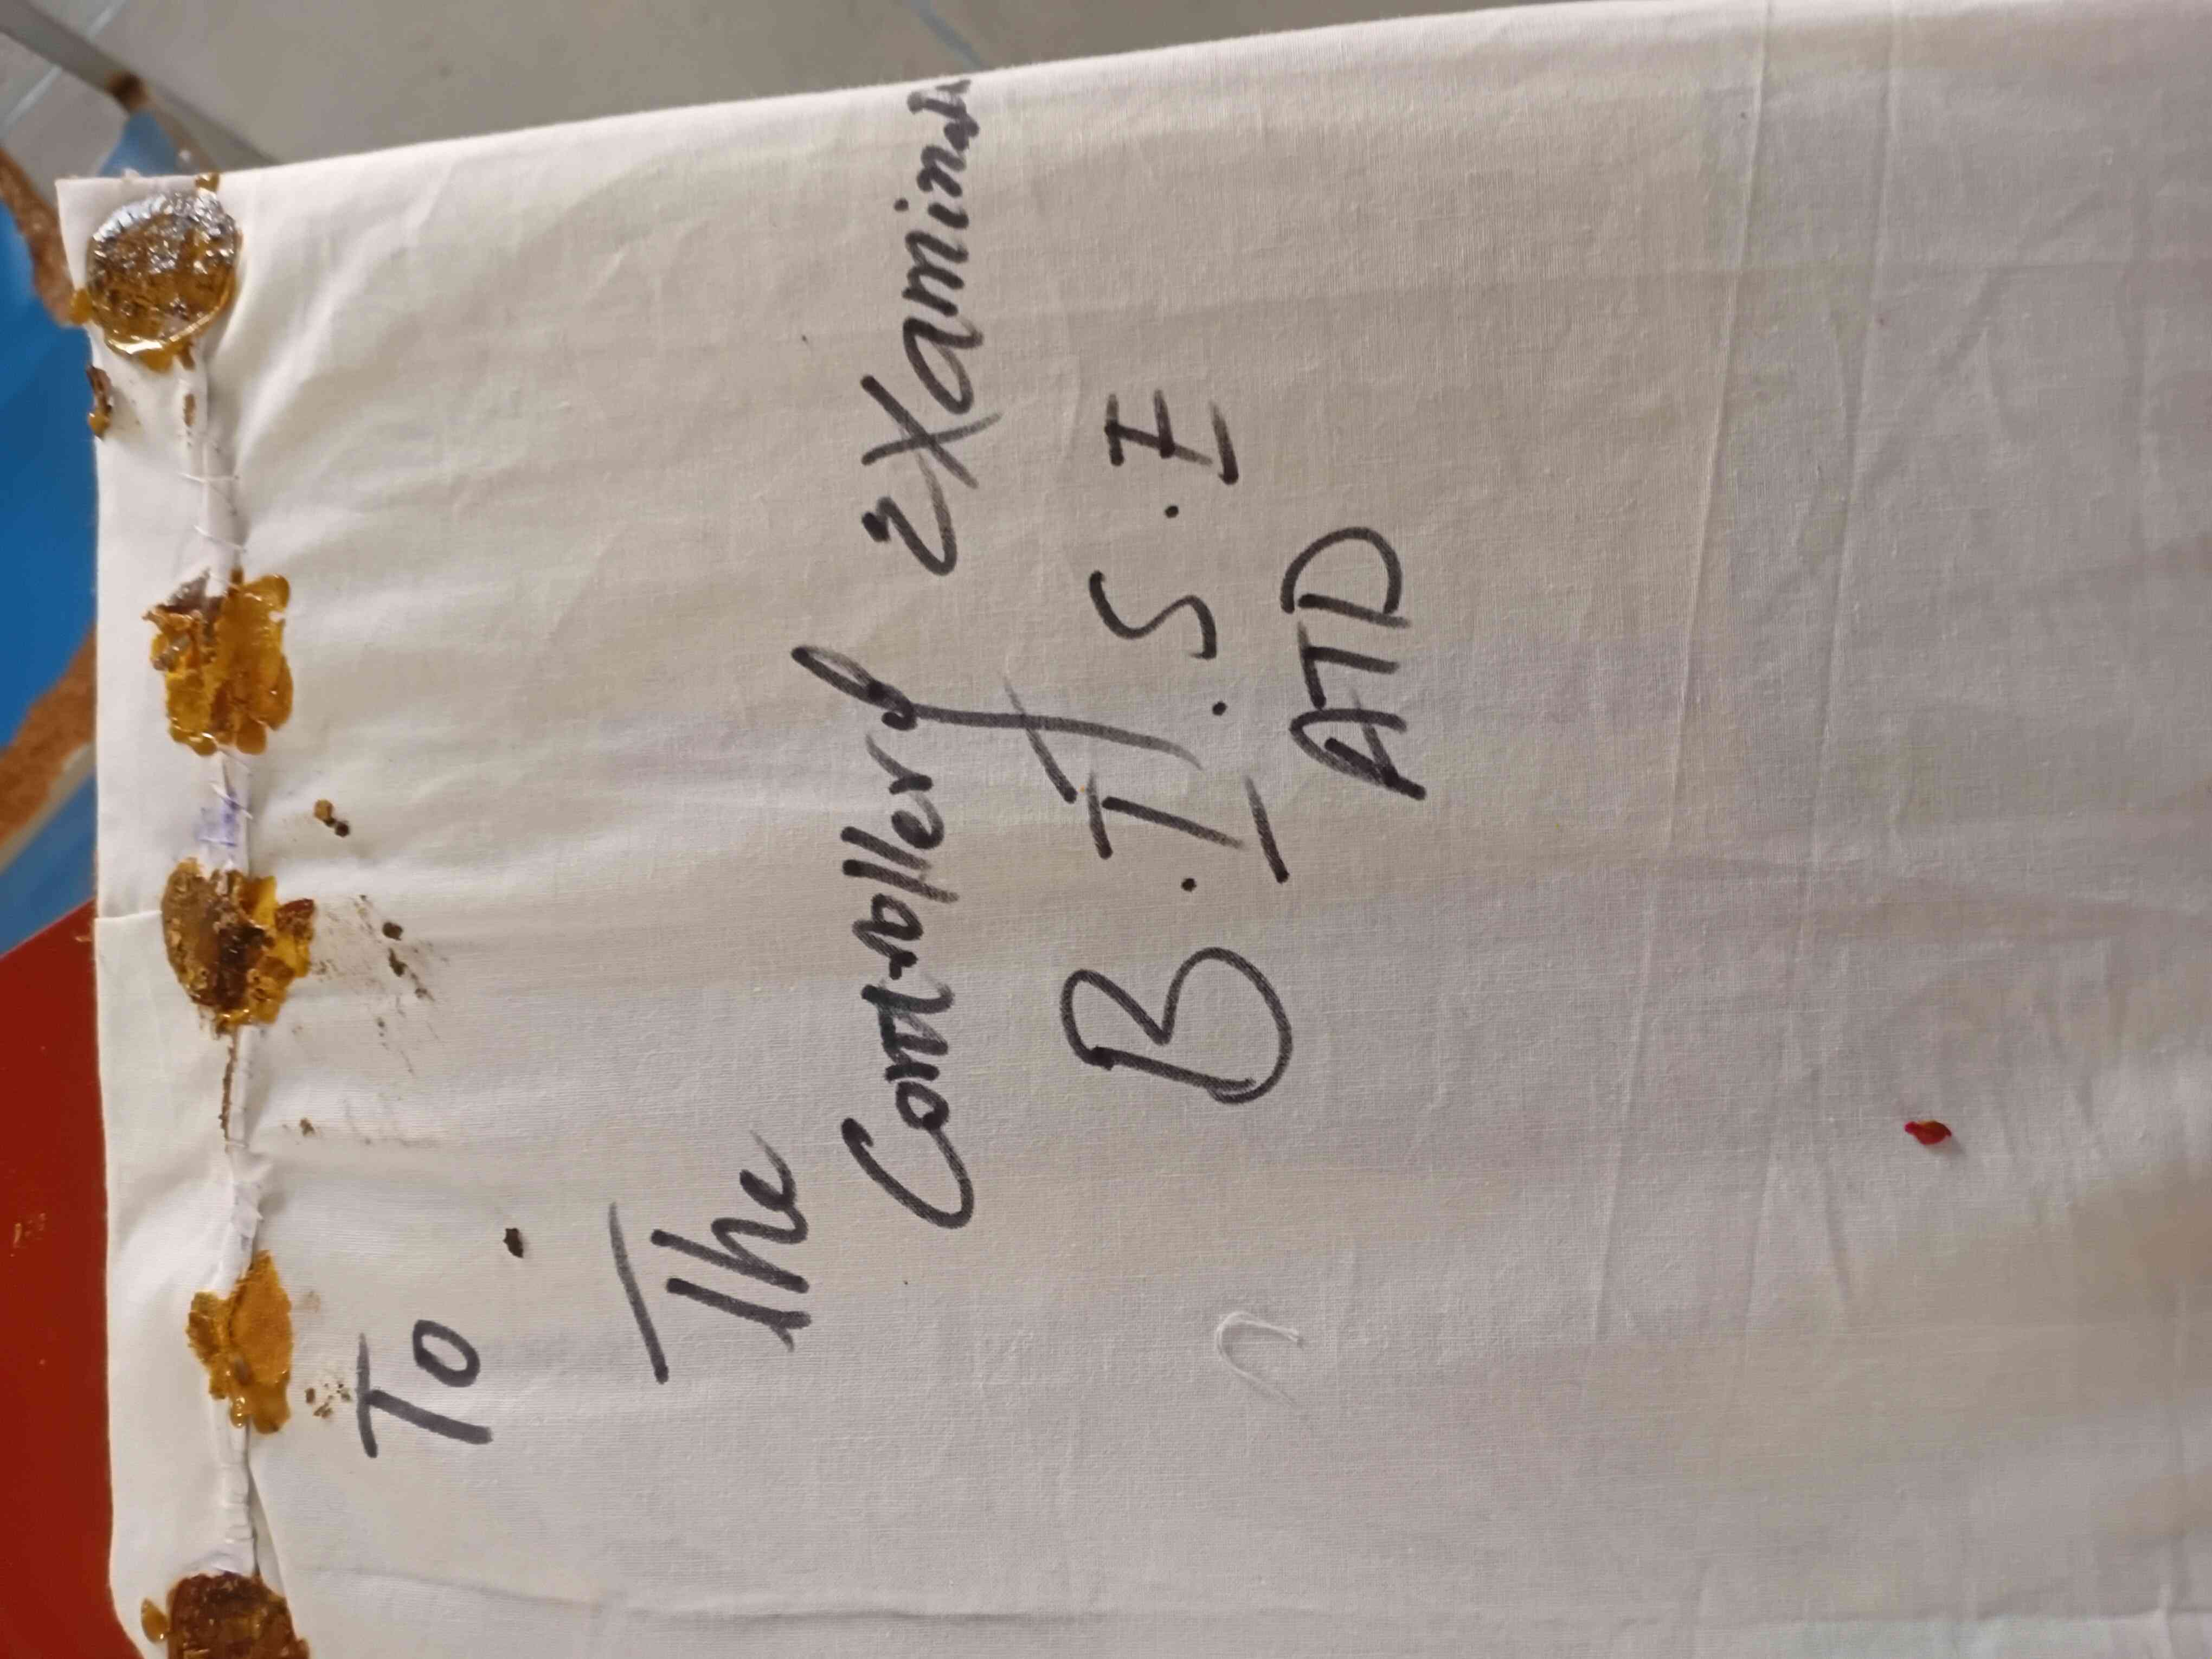 To
The
Controller of Examina
B.I.S.E
ATD